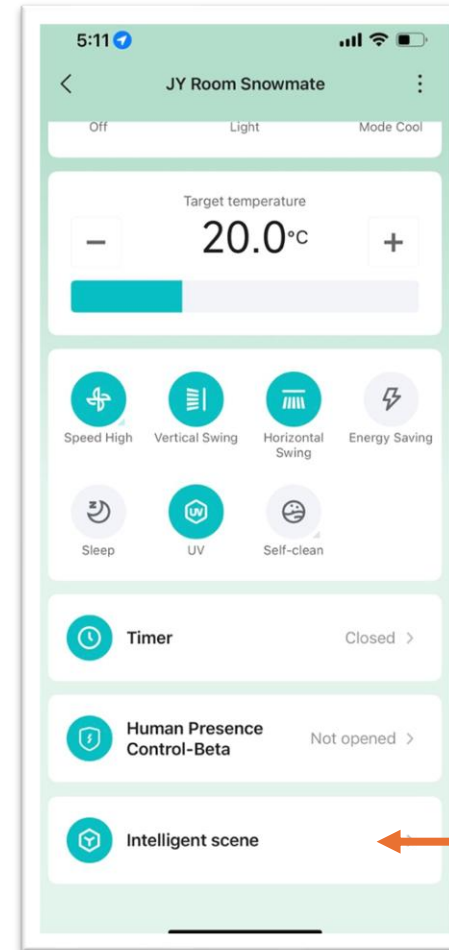 5:11
JY Room Snowmate
Off Light Mode Cool
Target temperature
20.0°C
Speed High Vertical Swing Horizontal Swing Energy Saving
Sleep UV Self-clean
Timer Closed
Human Presence
Control-Beta Not opened
Intelligent scene